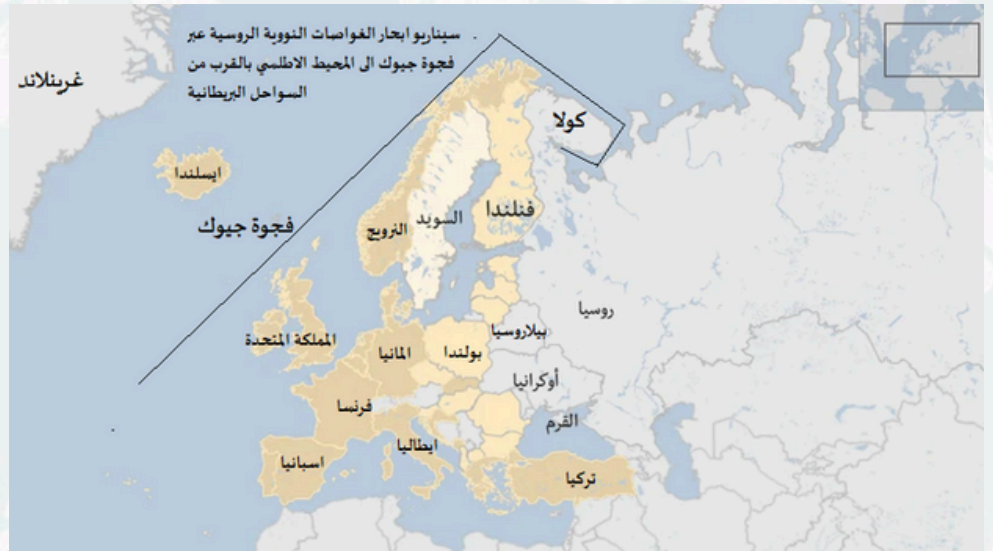 سيناريو ابحار الغواصات النووية الروسية عبر
فجوة جيوك الى المحيط الاطلسي بالقرب من
السواحل البريطانية
غرينلاند
كولا
ايسلندا
فنلندا
السويد
النرويج
فجوة جيوك
روسيا
بيلاروسيا
المملكة المتحدة
المانيا
بولندا
أوكرانيا
فرنسا
القرم
ايطاليا
اسبانيا
تركيا